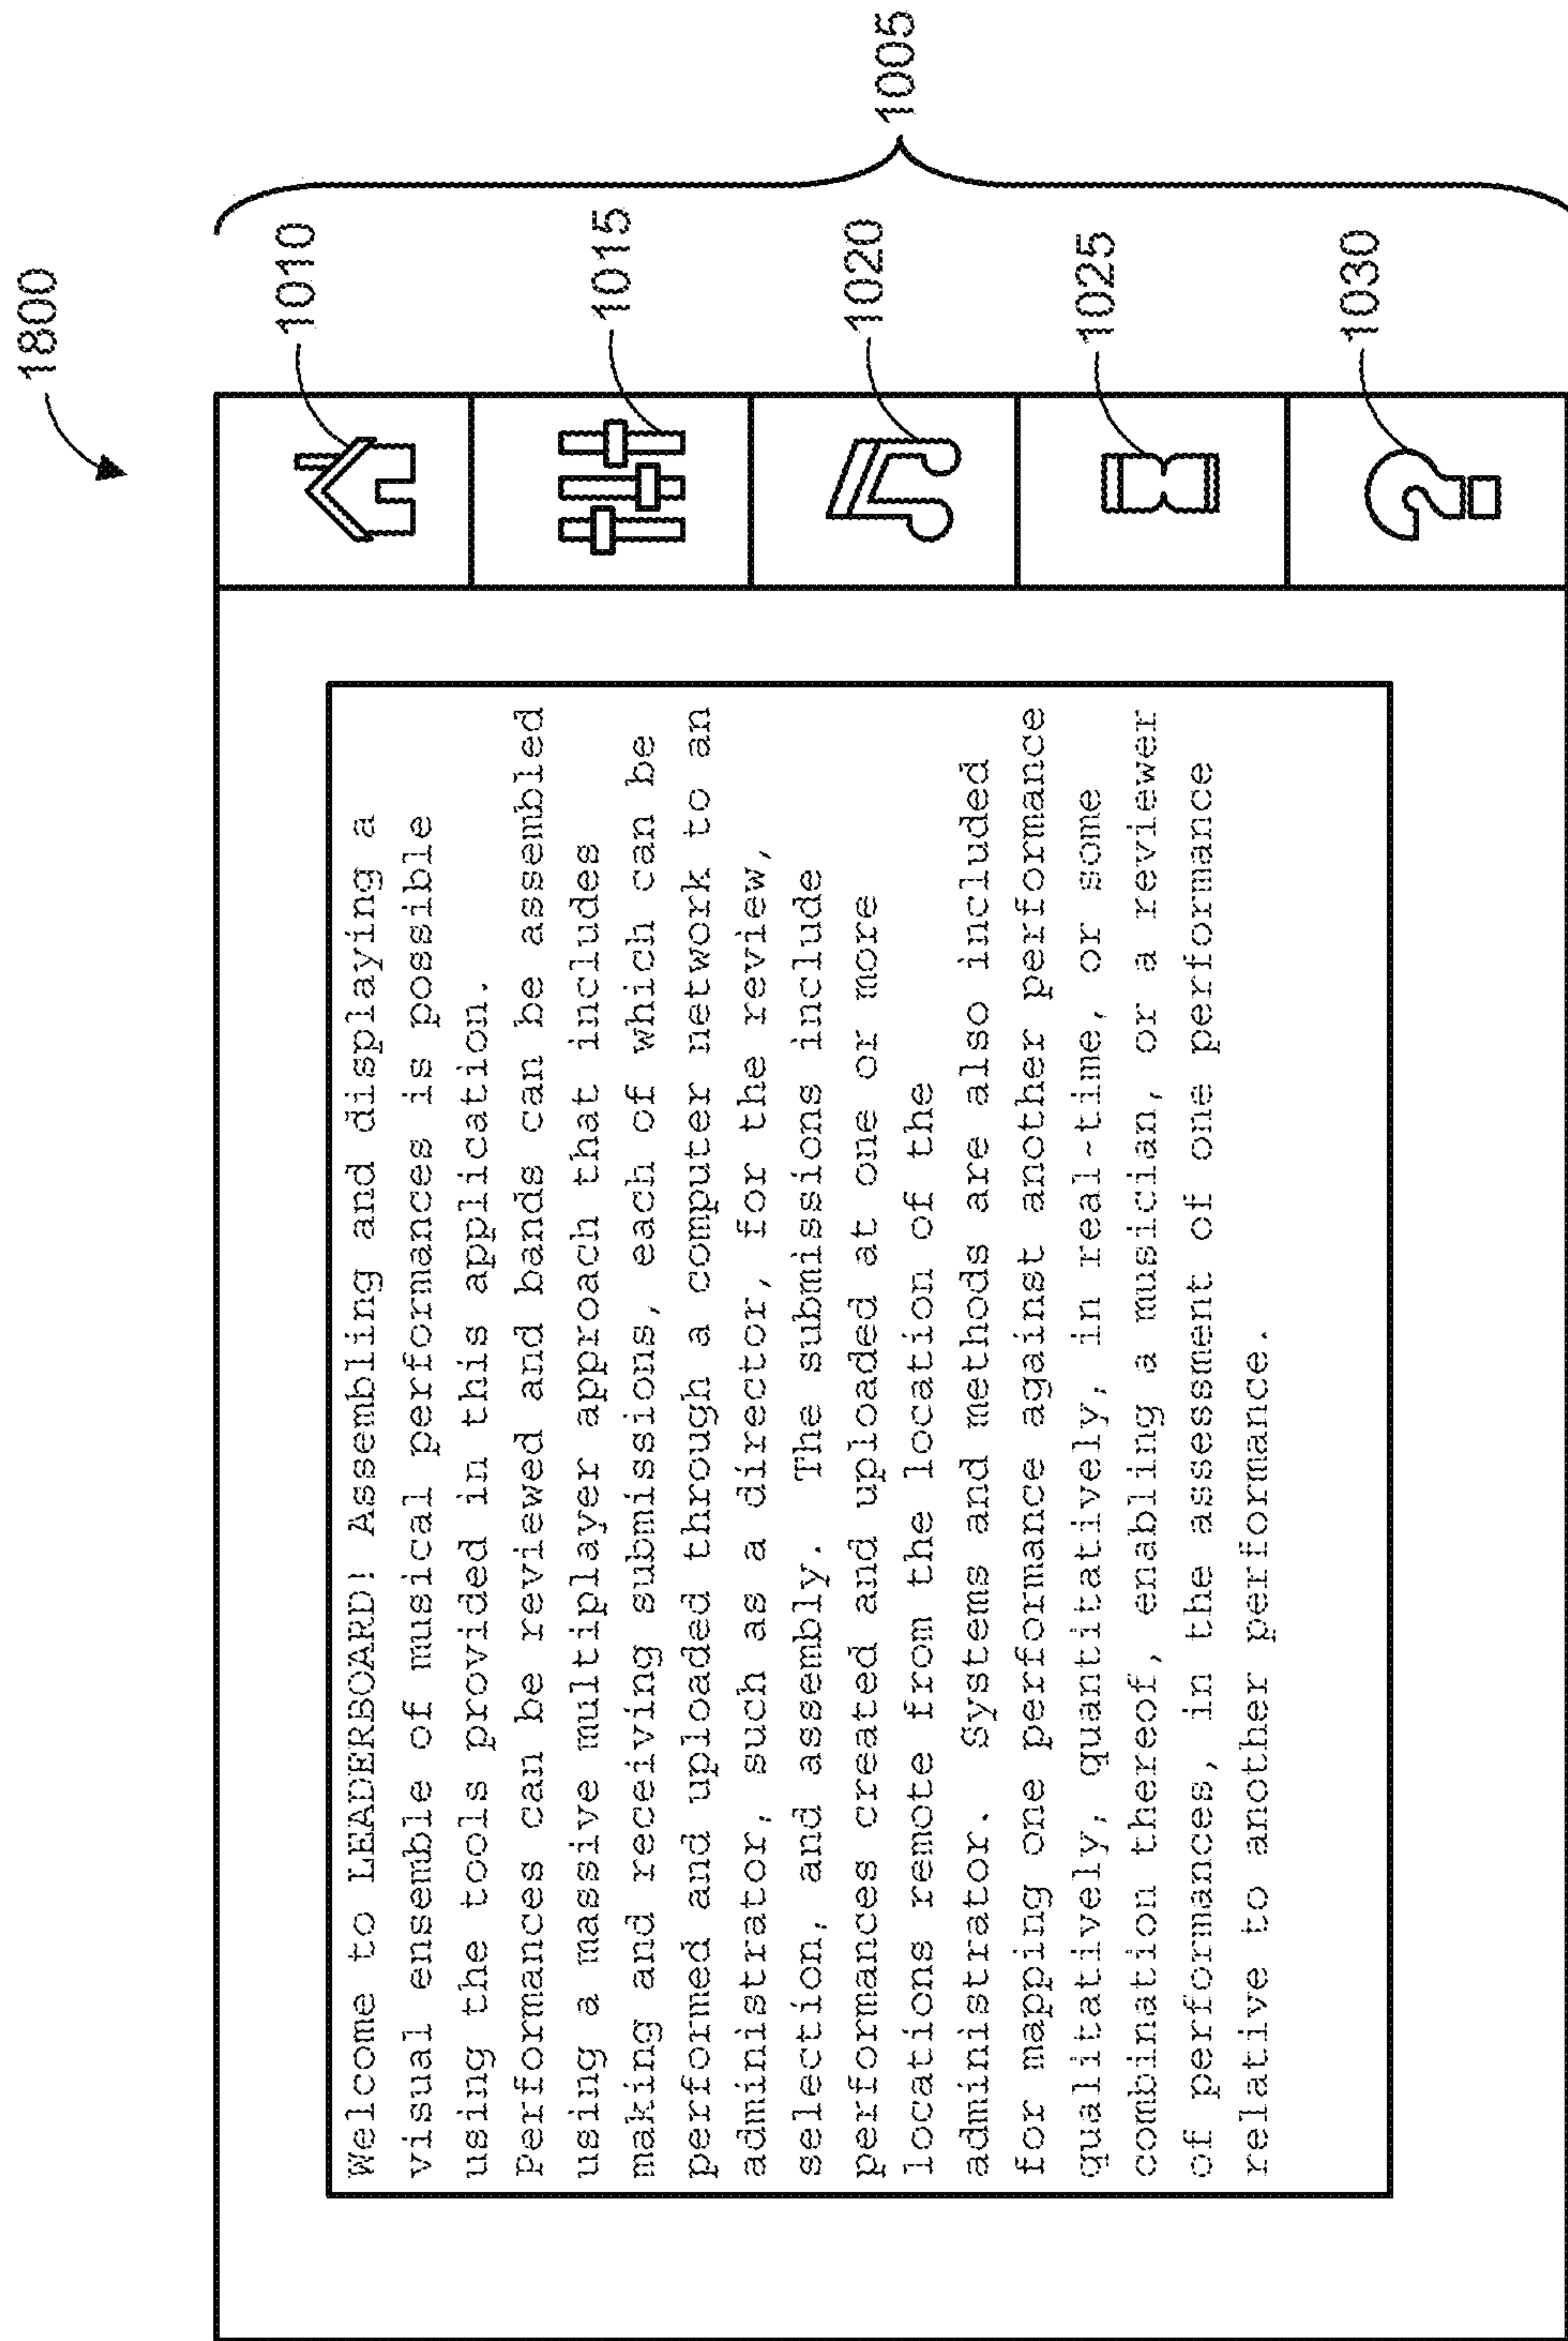 1800
Welcome to LEADERBOARD! Assembling and displaying a
visual ensemble of musical performances is possible
using the tools provided in this application.
Performances can be reviewed and bands can be assembled
using a massive multiplayer approach that includes
making and receiving submissions, each of which can be
performed and uploaded through a computer network to an
administrator, such as a director, for the review,
selection, and assembly. The submissions include
performances created and uploaded at one or more
locations remote from the location of the
administrator. Systems and methods are also included
for mapping one performance against another performance
qualitatively, quantitatively, in real-time, or some
combination thereof, enabling a musician, or a reviewer
of performances, in the assessment of one performance
relative to another performance.
1010
1015
1020
1025
1030
1005